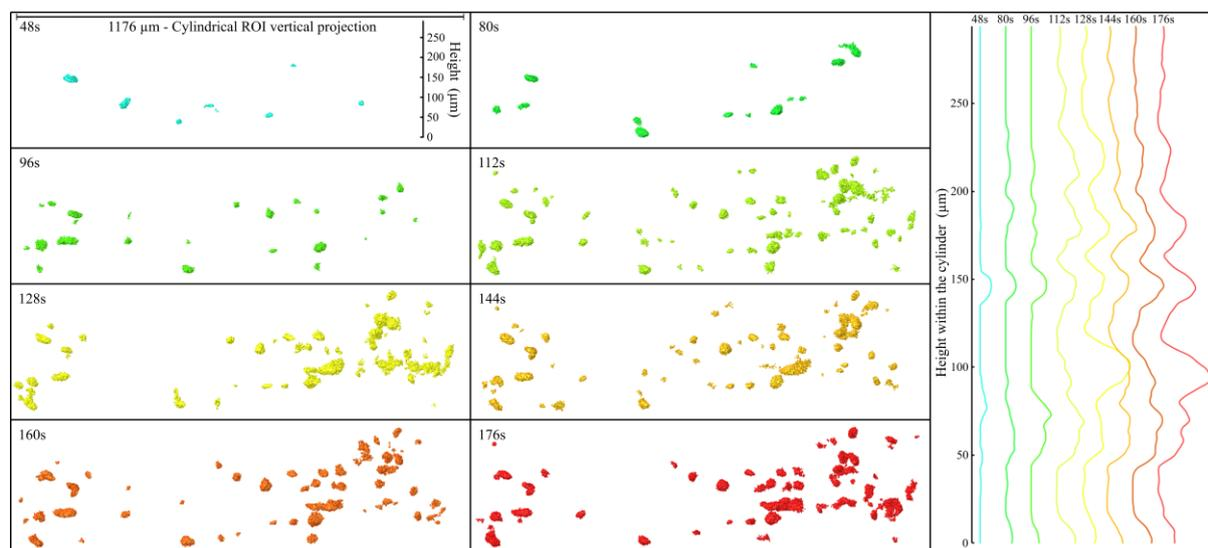 48s
1176 µm - Cylindrical ROI vertical projection
250
200
150
100
50
0
Height (µm)
80s
96s
112s
128s
144s
160s
176s
48s 80s 96s 112s 128s 144s 160s 176s
Height within the cylinder (µm)
250
200
150
100
50
0